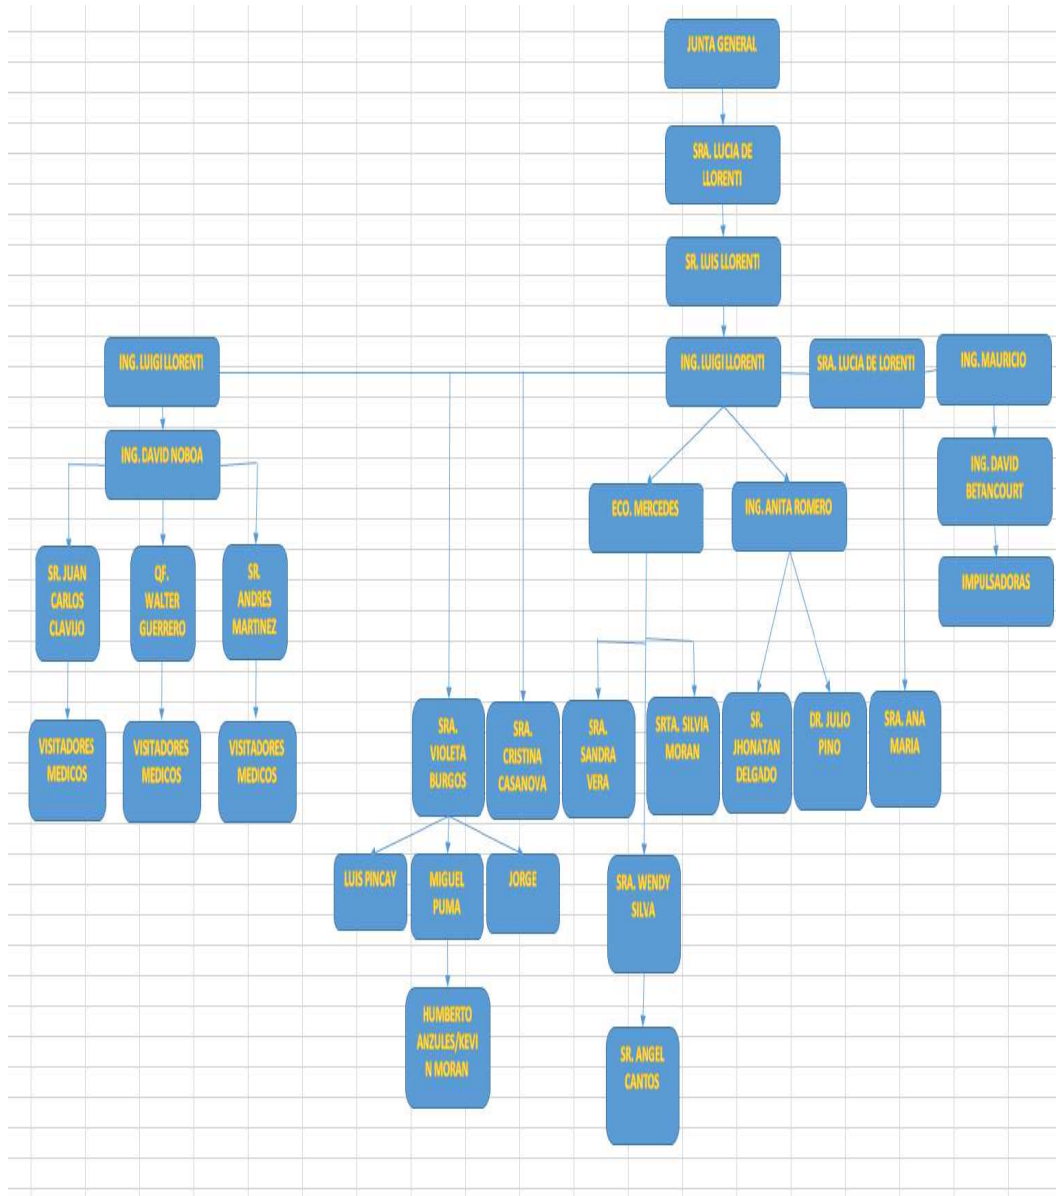 JUNTA GENERAL
SRA. LUCIA DE
LLORENTI
SR. LUIS LLORENTI
ING. LUIGI LLORENTI
ING. LUIGI LLORENTI
SRA. LUCIA DE LORENTI
ING. MAURICIO
ING. DAVID NOBOA
ING. DAVID
BETANCOURT
ECO. MERCEDES
ING. ANITA ROMERO
SR. JUAN
CARLOS
CLAVIJO
QF.
WALTER
GUERRERO
SR.
ANDRES
MARTINEZ
IMPULSADORAS
VISITADORES
MEDICOS
VISITADORES
MEDICOS
VISITADORES
MEDICOS
SRA.
VIOLETA
BURGOS
SRA.
CRISTINA
CASANOVA
SRA.
SANDRA
VERA
SRTA. SILVIA
MORAN
SR.
JHONATAN
DELGADO
DR. JULIO
PINO
SRA. ANA
MARIA
LUIS PINCAY
MIGUEL
PUMA
JORGE
SRA. WENDY
SILVA
HUMBERTO
ANZULES/KEVI
N MORAN
SR. ANGEL
CANTOS